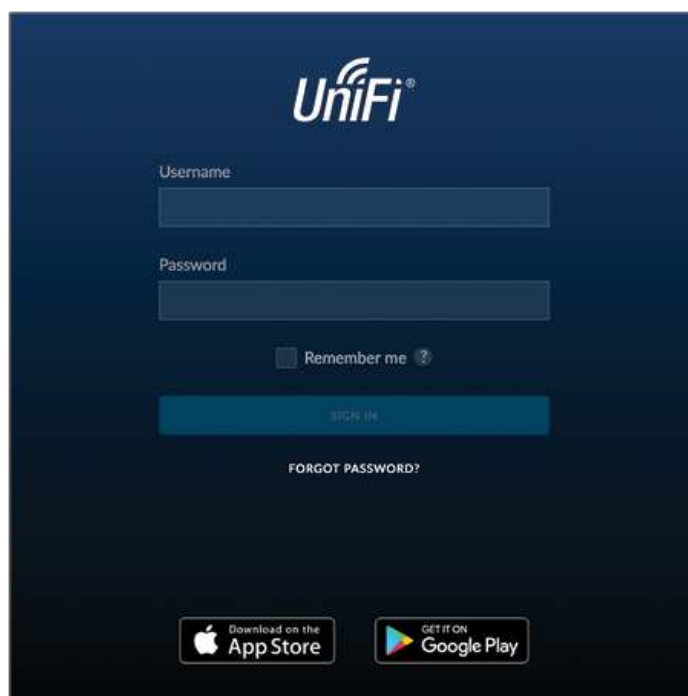 UniFi®
Username
Password
Remember me ?
SIGN IN
FORGOT PASSWORD?
Download on the
App Store
GET IT ON
Google Play